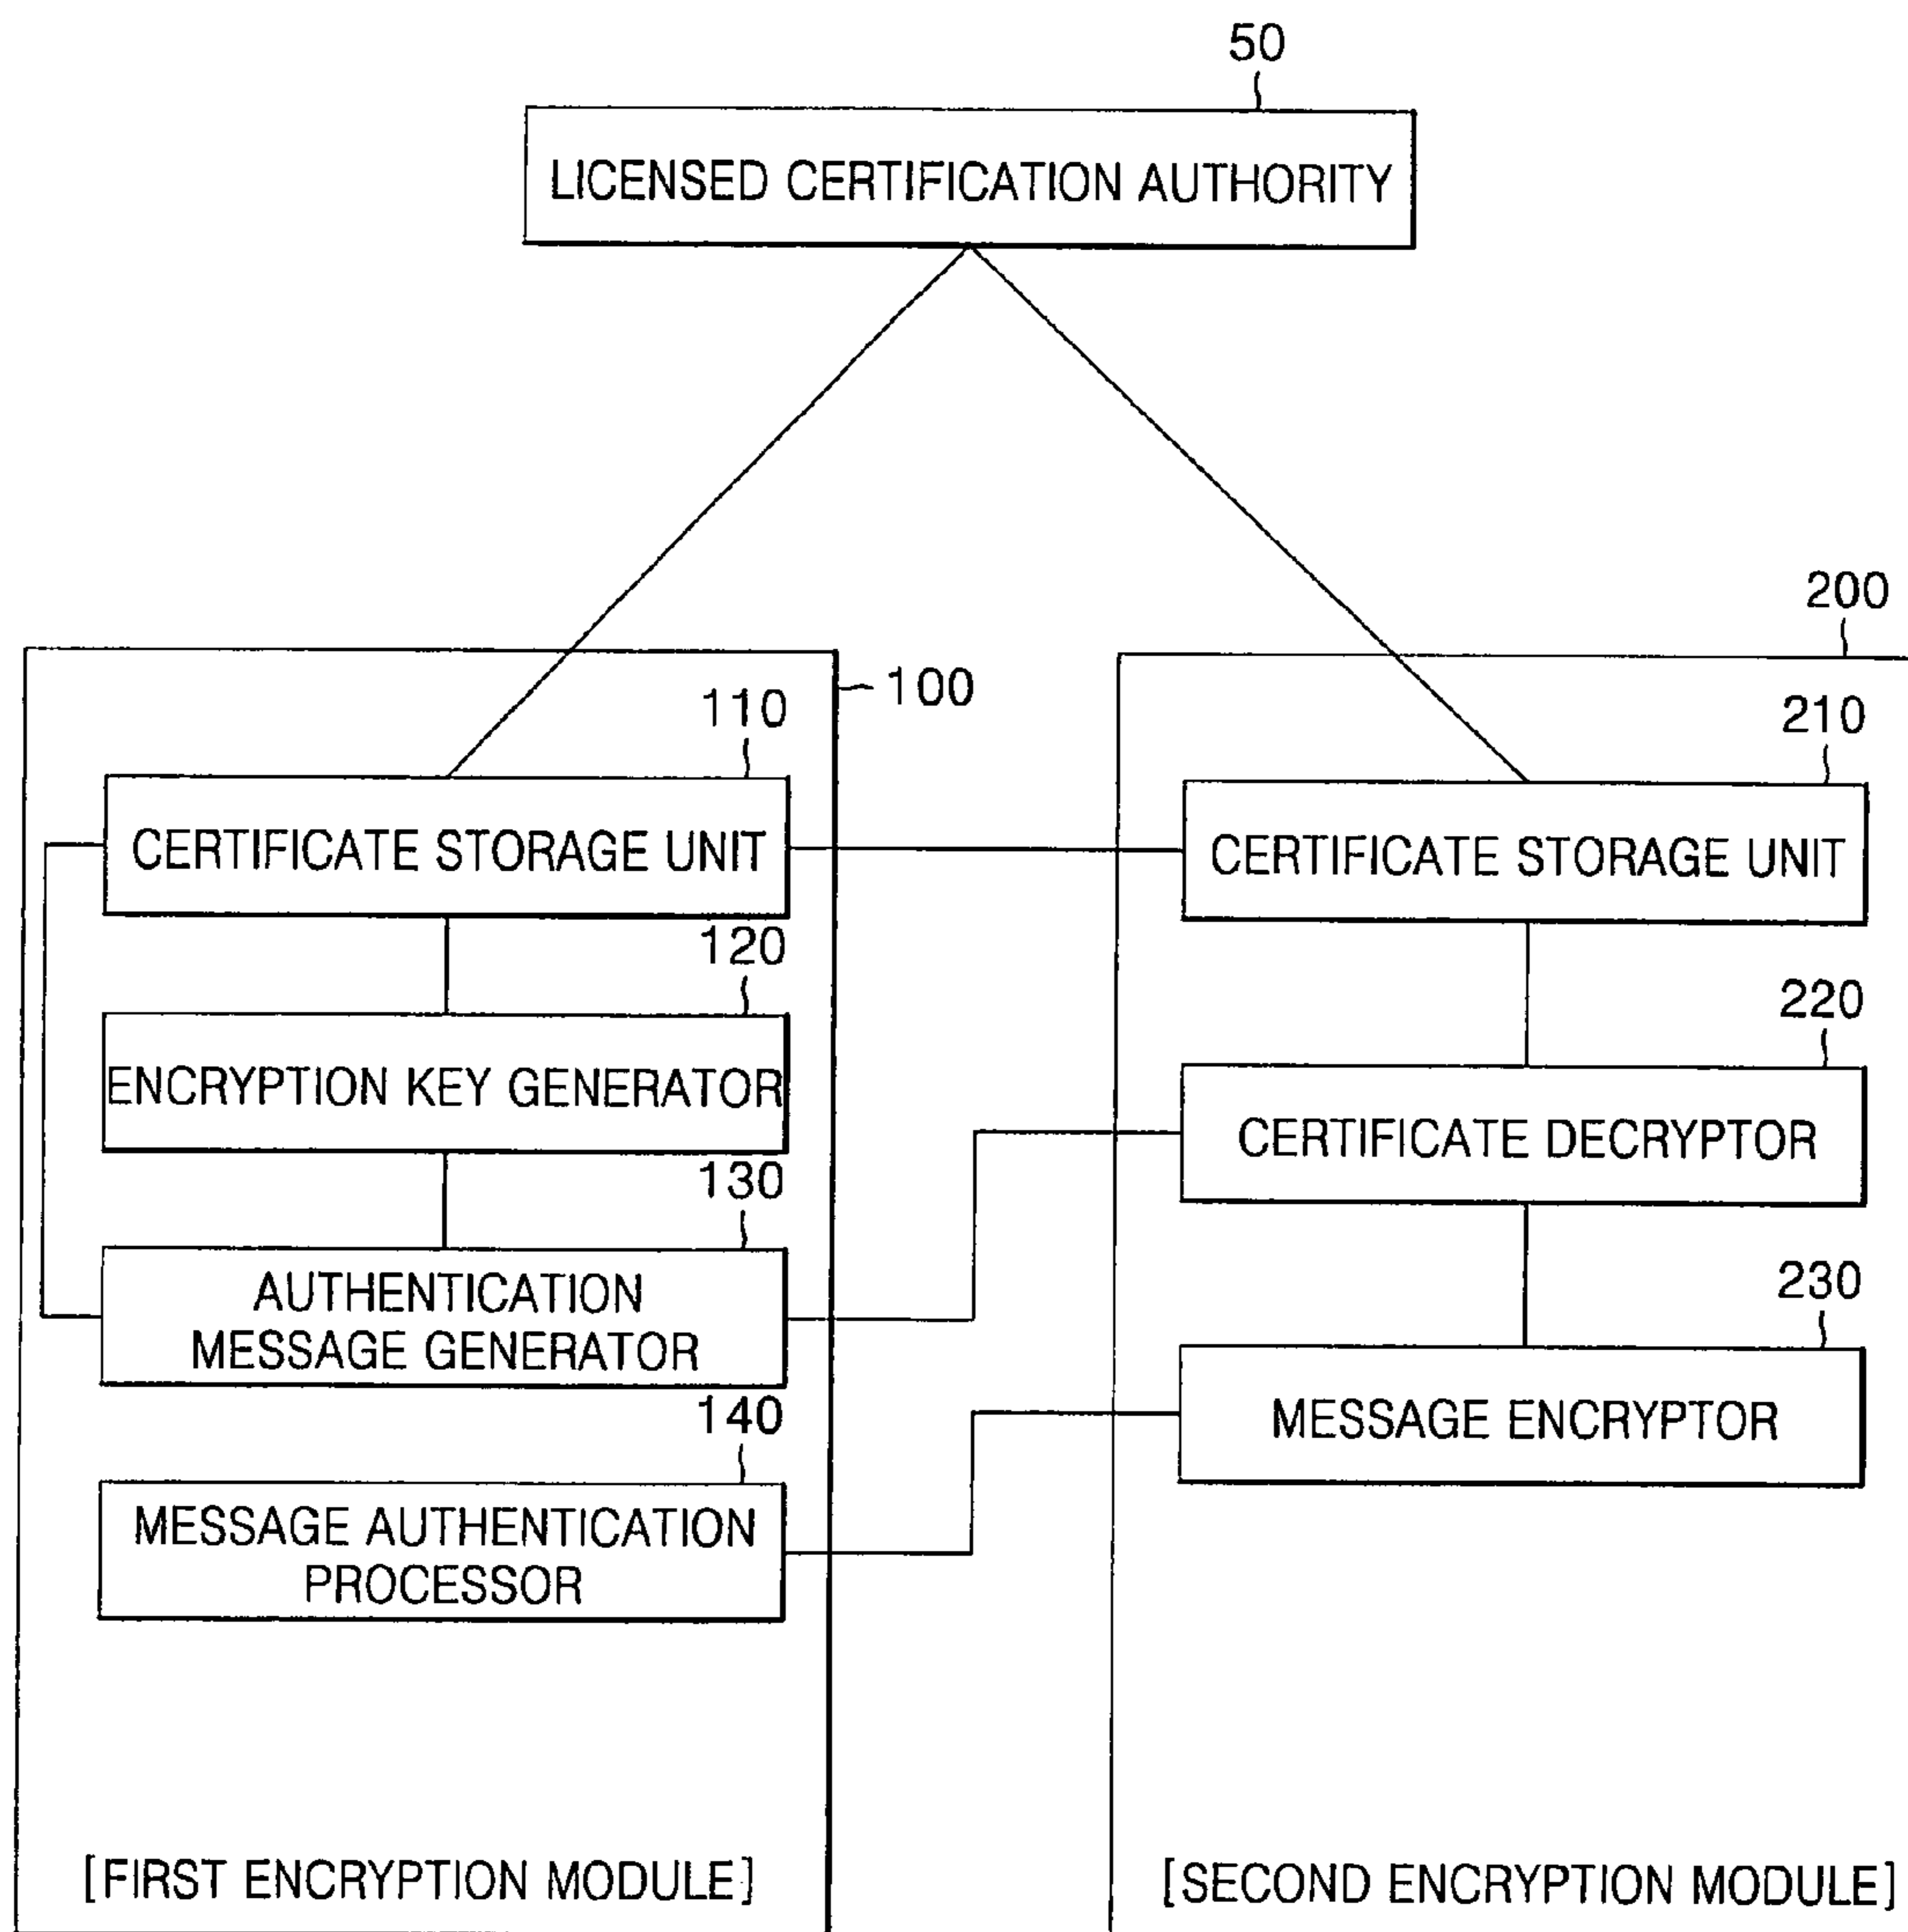 50
LICENSED CERTIFICATION AUTHORITY
200
100
110
210
CERTIFICATE STORAGE UNIT
CERTIFICATE STORAGE UNIT
120
220
ENCRYPTION KEY GENERATOR
CERTIFICATE DECRYPTOR
130
230
AUTHENTICATION
MESSAGE GENERATOR
MESSAGE ENCRYPTOR
140
MESSAGE AUTHENTICATION
PROCESSOR
[FIRST ENCRYPTION MODULE]
[SECOND ENCRYPTION MODULE]